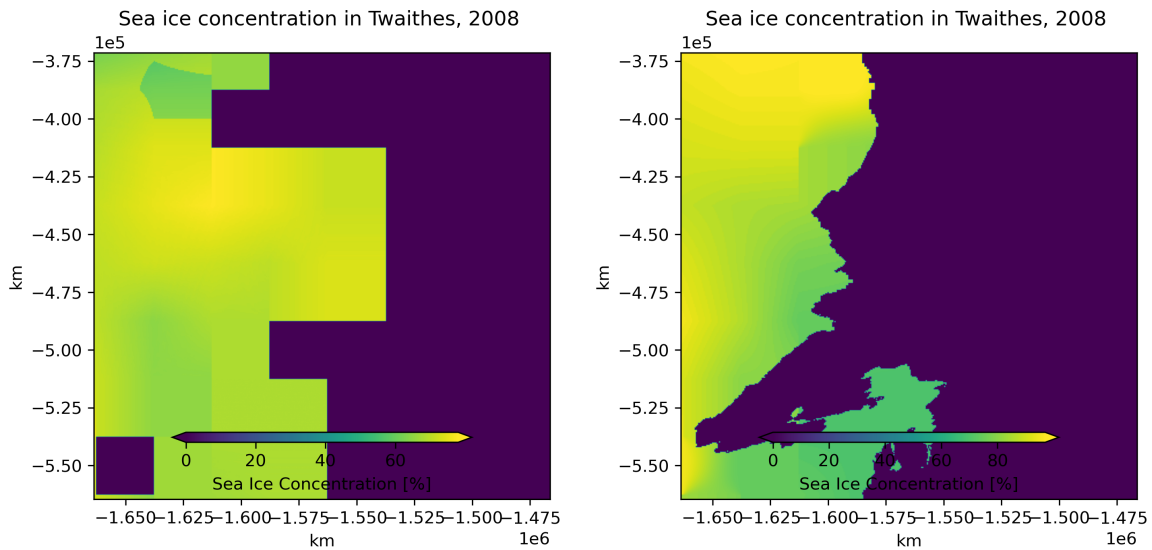 Sea ice concentration in Twaithes, 2008
1e5
−3.75
−4.00
−4.25
−4.50
−4.75
−5.00
−5.25
−5.50
km
0 20 40 60
Sea Ice Concentration [%]
−1.650 −1.625 −1.600 −1.575 −1.550 −1.525 −1.500 −1.475
km
1e6
Sea ice concentration in Twaithes, 2008
1e5
−3.75
−4.00
−4.25
−4.50
−4.75
−5.00
−5.25
−5.50
km
0 20 40 60 80
Sea Ice Concentration [%]
−1.650 −1.625 −1.600 −1.575 −1.550 −1.525 −1.500 −1.475
km
1e6